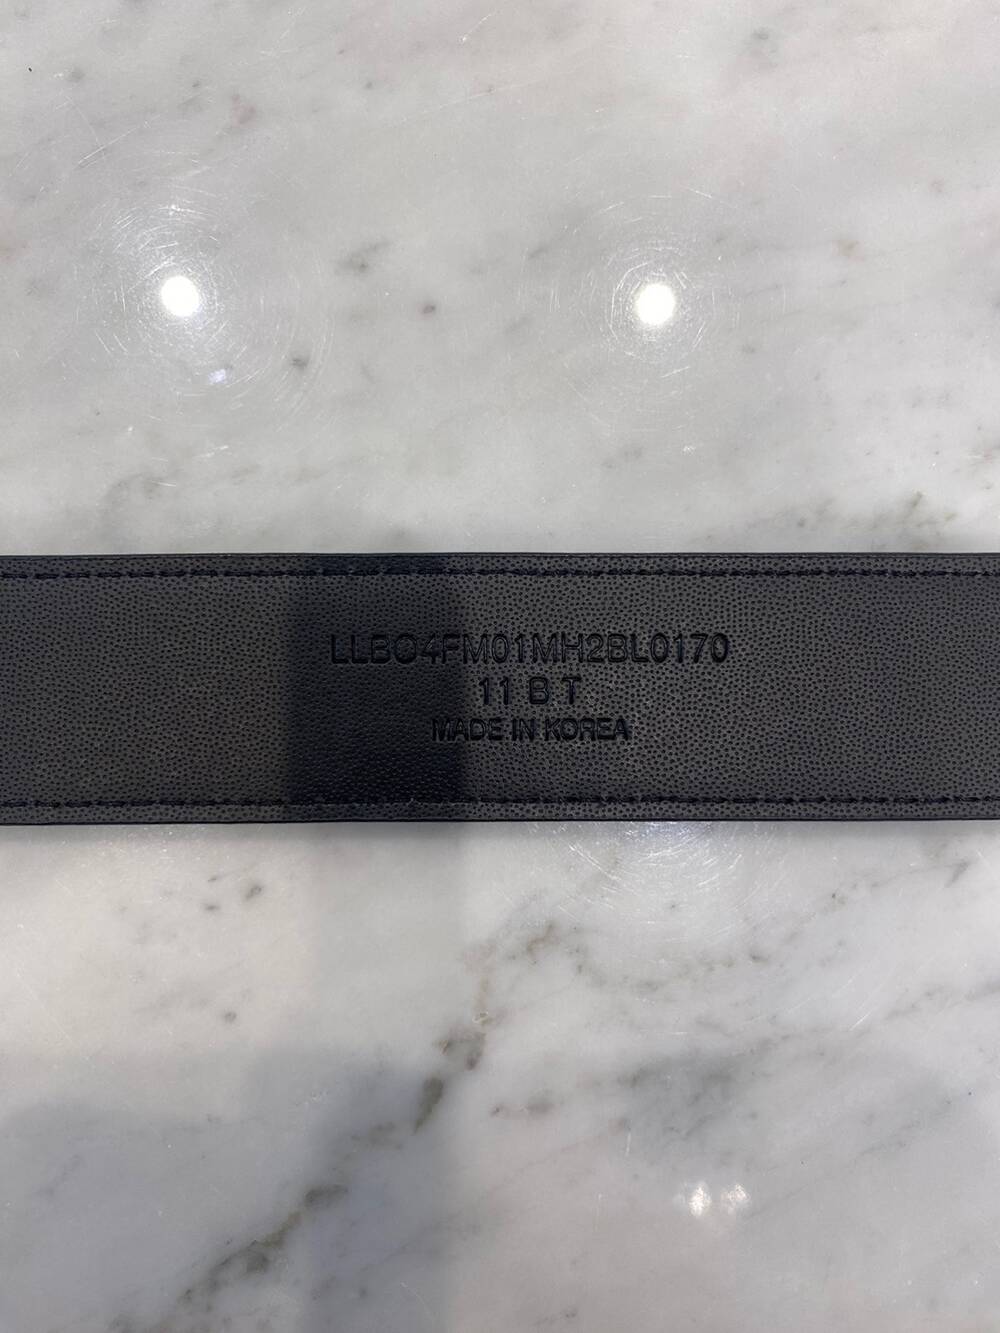 LLBO4FM01MH2BL0170
11 B T
MADE IN KOREA